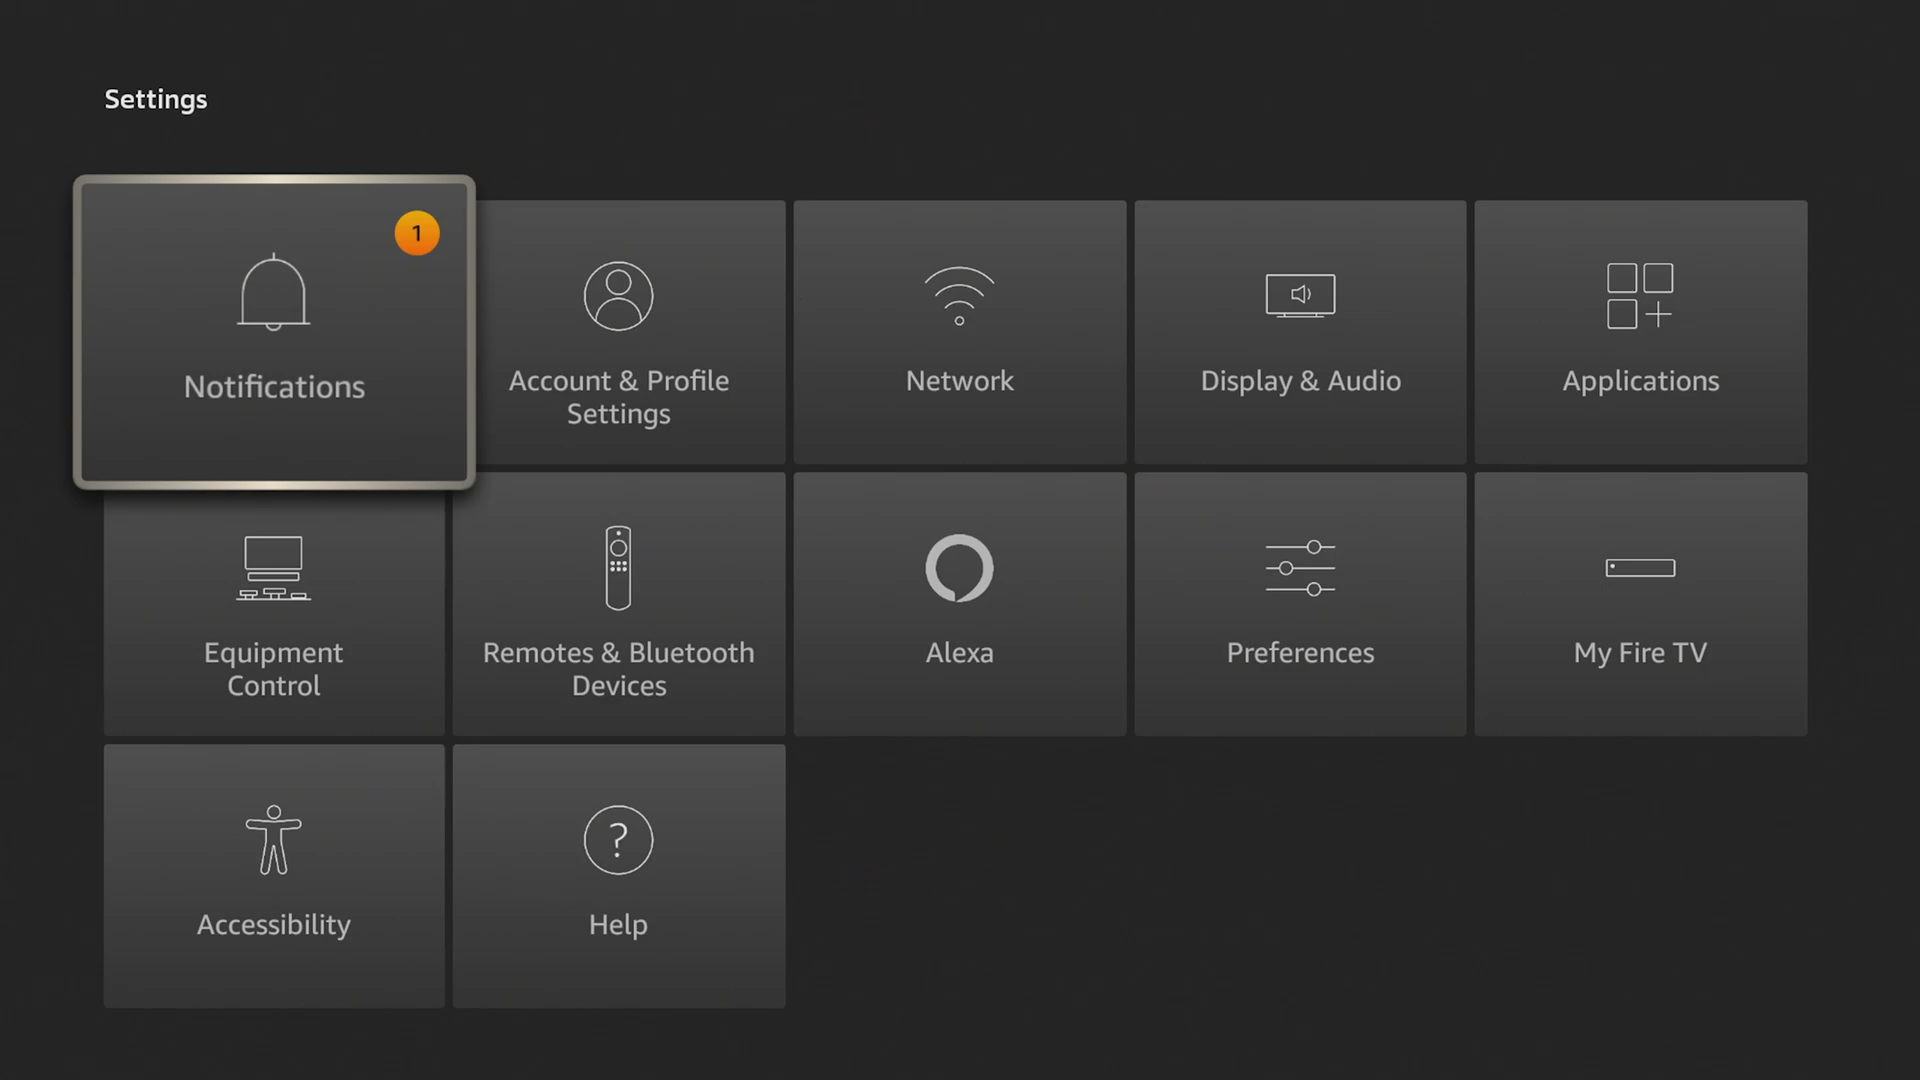 Settings
1
Notifications
Account & Profile
Settings
Network
Display & Audio
Applications
Equipment
Control
Remotes & Bluetooth
Devices
Alexa
Preferences
My Fire TV
Accessibility
?
Help